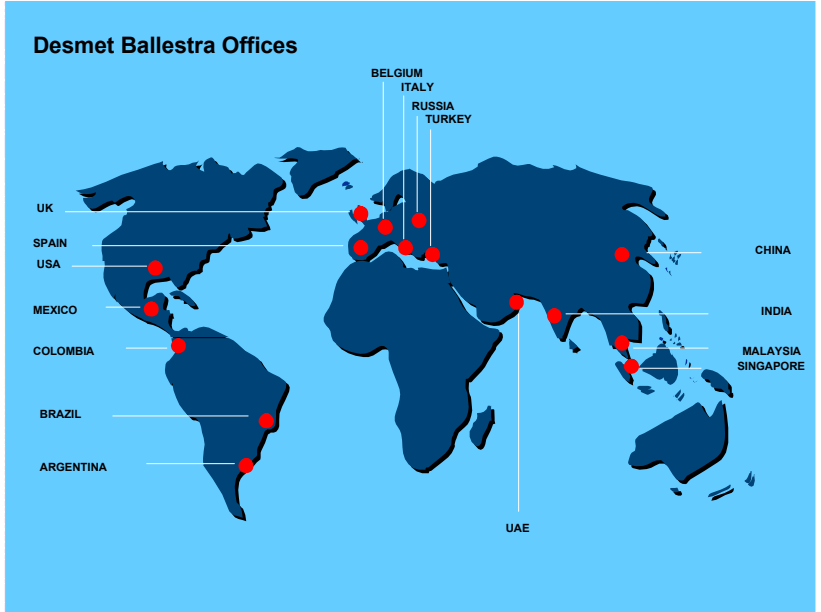 Desmet Ballestra Offices
BELGIUM
ITALY
RUSSIA
TURKEY
UK
SPAIN
USA
MEXICO
COLOMBIA
BRAZIL
ARGENTINA
CHINA
INDIA
MALAYSIA
SINGAPORE
UAE